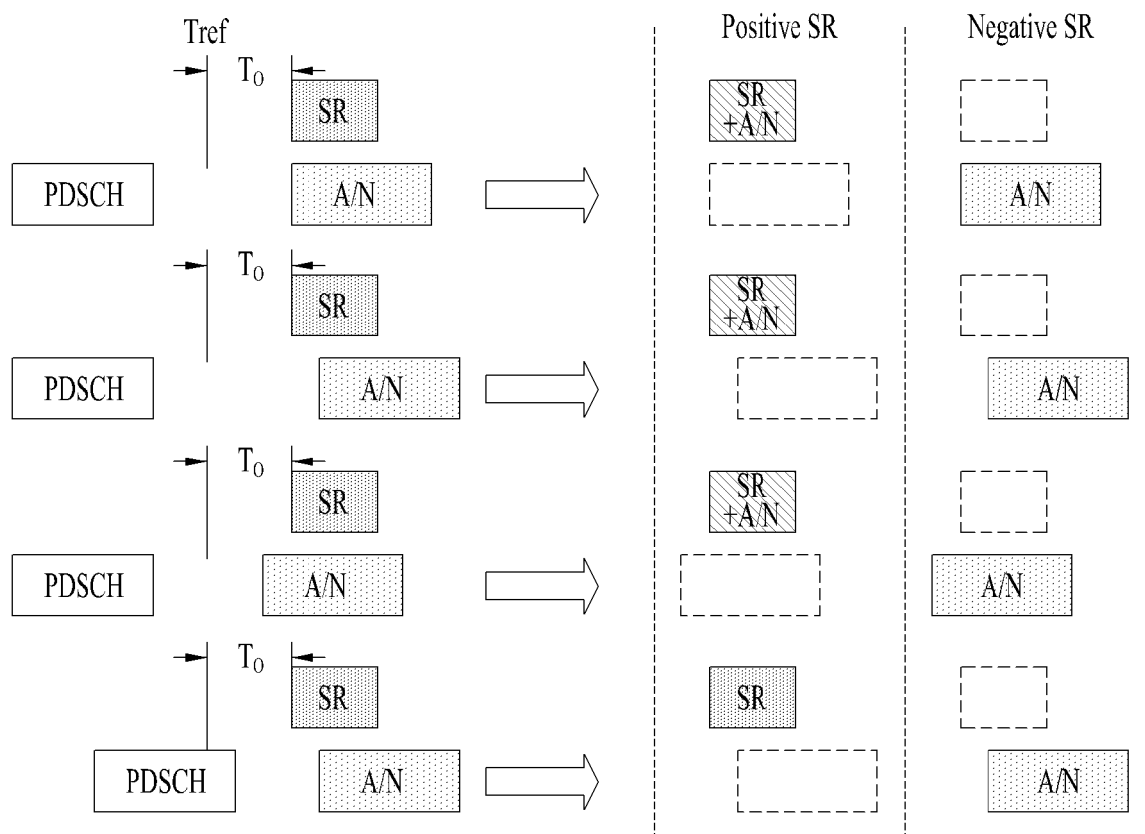 Tref Positive SR Negative SR
T0
SR SR
+A/N
PDSCH A/N A/N
T0
SR SR
+A/N
PDSCH A/N A/N
T0
SR SR
+A/N
PDSCH A/N A/N
T0
SR SR
PDSCH A/N A/N